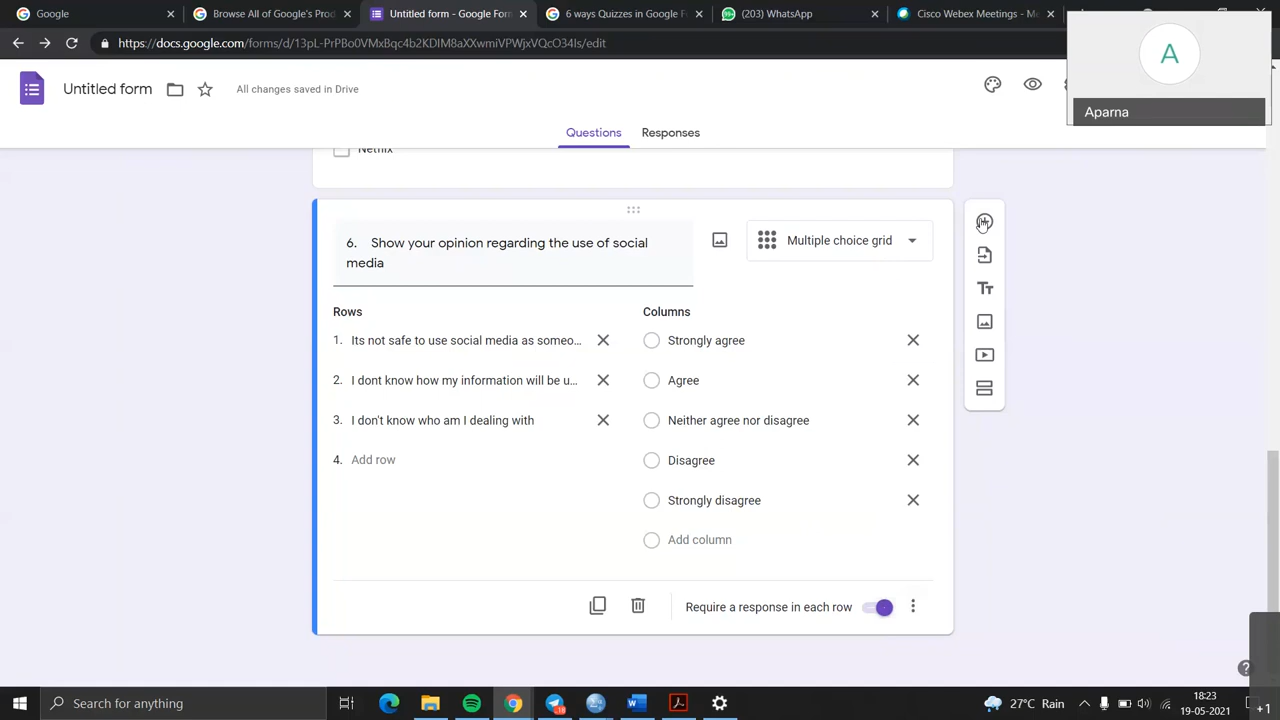 Google
Browse All of Google's Prod
Untitled form - Google Form
6 ways Quizzes in Google F
(203) WhatsApp
Cisco Webex Meetings - M
https://docs.google.com/forms/d/13pL-PrPBo0VMxBqc4b2KDIM8aXXwmiVPWjxVQcO34Is/edit
A
Aparna
Untitled form
All changes saved in Drive
Questions
Responses
Netflix
6. Show your opinion regarding the use of social
media
Multiple choice grid
Rows
Columns
1. Its not safe to use social media as someo...
Strongly agree
2. I dont know how my information will be u...
Agree
3. I don't know who am I dealing with
Neither agree nor disagree
4. Add row
Disagree
Strongly disagree
Add column
Require a response in each row
Search for anything
27°C Rain
18:23
19-05-2021
+1